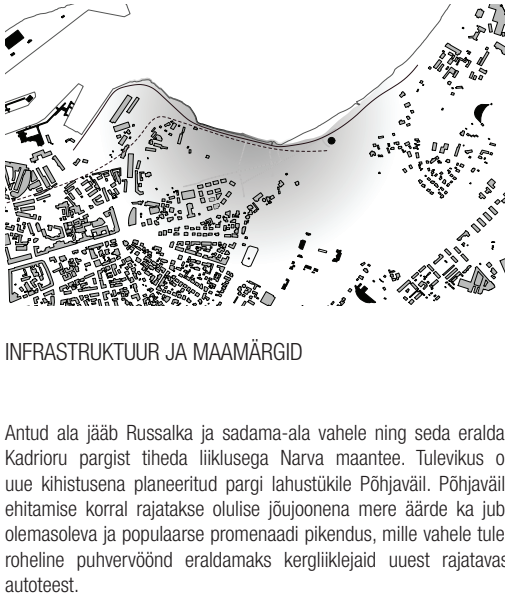 INFRASTRUKTUUR JA MAAMÄRGID
Antud ala jääb Russalka ja sadama-ala vahele ning seda eralda
Kadrioru pargist tiheda liiklusega Narva maantee. Tulevikus o
uue kihistusena planeeritud pargi lahustükile Põhjaväil. Põhjaväil
ehitamise korral rajatakse olulise jõujoonena mere äärde ka jub
olemasoleva ja populaarse promenaadi pikendus, mille vahele tule
roheline puhvervöönd eraldamaks kergliiklejaid uuest rajatavas
autoteest.